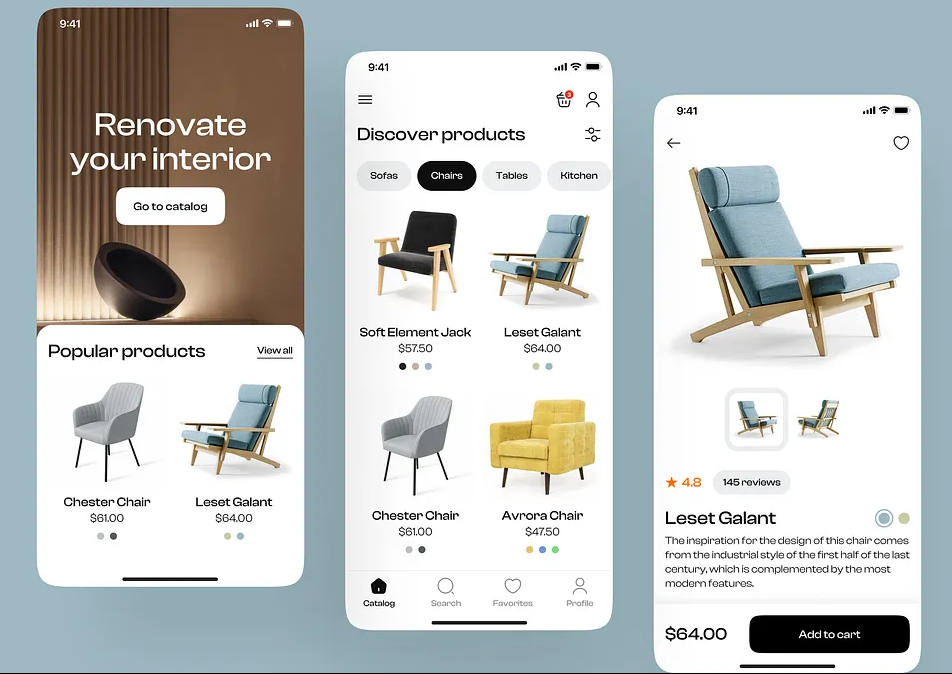 9:41
Renovate
your interior
Go to catalog
Popular products
View all
Chester Chair
$61.00
Leset Galant
$64.00
9:41
3
Discover products
Sofas
Chairs
Tables
Kitchen
Soft Element Jack
$57.50
Leset Galant
$64.00
Chester Chair
$61.00
Avrora Chair
$47.50
Catalog
Search
Favorites
Profile
9:41
4.8
145 reviews
Leset Galant
The inspiration for the design of this chair comes
from the industrial style of the first half of the last
century, which is complemented by the most
modern features.
$64.00
Add to cart